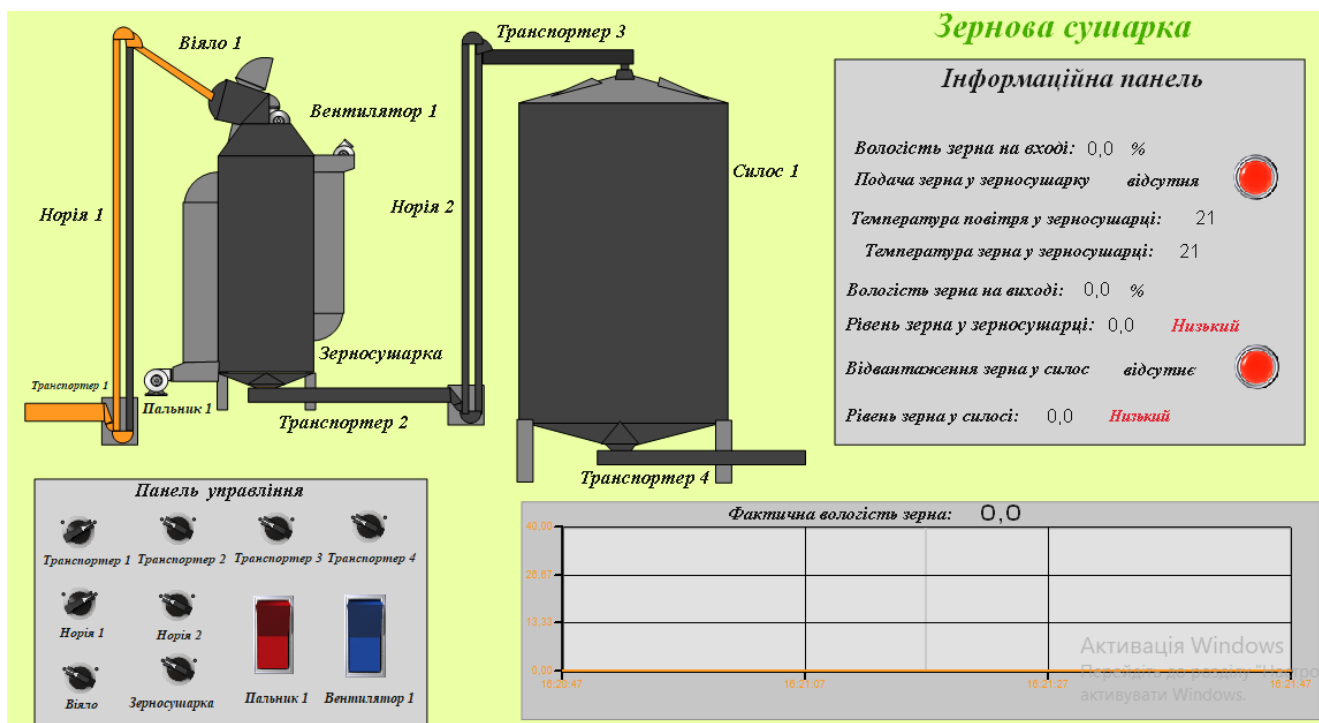 Зернова сушарка
Транспортер 3
Віяло 1
Інформаційна панель
Вентилятор 1
Вологість зерна на вході: 0,0 %
Силос 1
Подача зерна у зерносушарку відсутня
Норія 1
Норія 2
Температура повітря у зерносушарці: 21
Температура зерна у зерносушарці: 21
Вологість зерна на виході: 0,0 %
Рівень зерна у зерносушарці: 0,0 Низький
Зерносушарка
Відвантаження зерна у силос відсутнє
Транспортер 1
Пальник 1
Транспортер 2
Рівень зерна у силосі: 0,0 Низький
Транспортер 4
Панель управління
Транспортер 1 Транспортер 2 Транспортер 3 Транспортер 4
Норія 1 Норія 2
Віяло Зерносушарка Пальник 1 Вентилятор 1
Фактична вологість зерна: 0,0
40,00
26,67
13,33
0,00
16:20:47 16:21:07 16:21:27 16:21:47
Активація Windows
Перейдіть до розділу "Настро
активувати Windows.